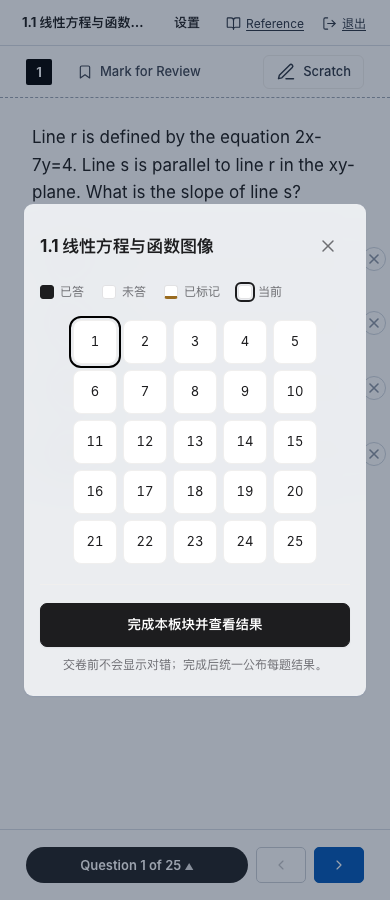 1.1 线性方程与函数... 设置 Reference 退出
1 Mark for Review Scratch
Line r is defined by the equation 2x-
7y=4. Line s is parallel to line r in the xy-
plane. What is the slope of line s?
1.1 线性方程与函数图像
已答 未答 已标记 当前
1 2 3 4 5
6 7 8 9 10
11 12 13 14 15
16 17 18 19 20
21 22 23 24 25
完成本板块并查看结果
交卷前不会显示对错；完成后统一公布每题结果。
Question 1 of 25